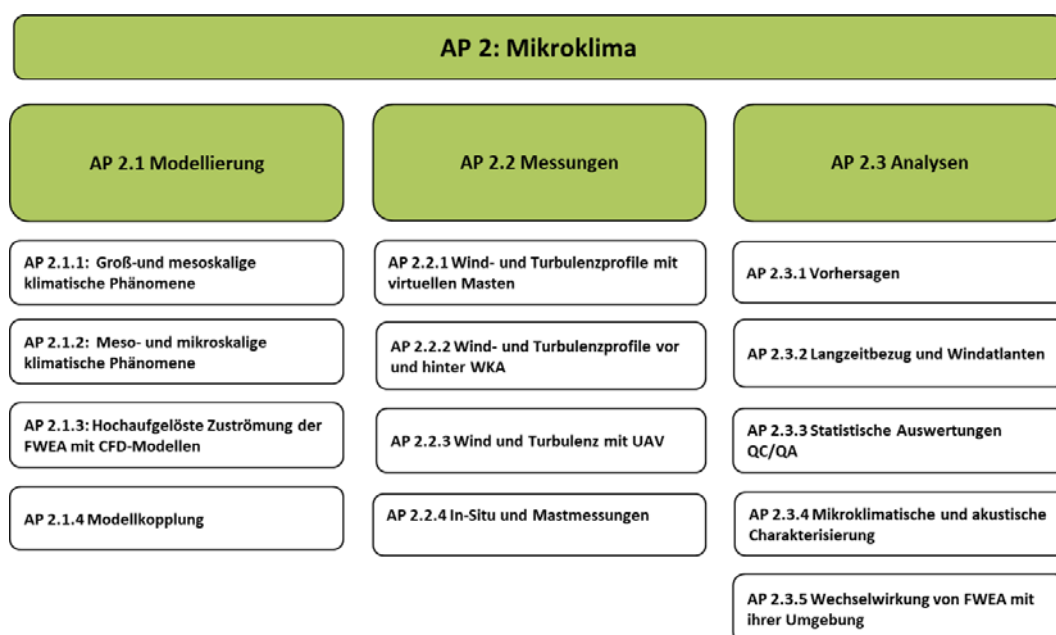 AP 2: Mikroklima
AP 2.1 Modellierung
AP 2.1.1: Groß-und mesoskalige
klimatische Phänomene
AP 2.1.2: Meso- und mikroskalige
klimatische Phänomene
AP 2.1.3: Hochaufgelöste Zuströmung der
FWEA mit CFD-Modellen
AP 2.1.4 Modellkopplung
AP 2.2 Messungen
AP 2.2.1 Wind- und Turbulenzprofile mit
virtuellen Masten
AP 2.2.2 Wind- und Turbulenzprofile vor
und hinter WKA
AP 2.2.3 Wind und Turbulenz mit UAV
AP 2.2.4 In-Situ und Mastmessungen
AP 2.3 Analysen
AP 2.3.1 Vorhersagen
AP 2.3.2 Langzeitbezug und Windatlanten
AP 2.3.3 Statistische Auswertungen
QC/QA
AP 2.3.4 Mikroklimatische und akustische
Charakterisierung
AP 2.3.5 Wechselwirkung von FWEA mit
ihrer Umgebung